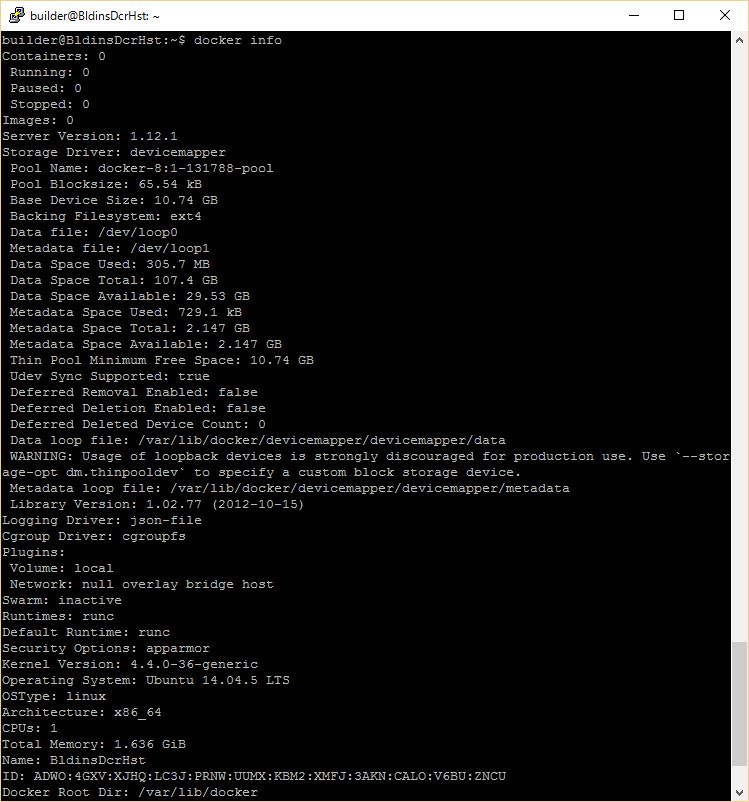 builder@BldinsDcrHst: ~
builder@BldinsDcrHst:~$ docker info
Containers: 0
 Running: 0
 Paused: 0
 Stopped: 0
Images: 0
Server Version: 1.12.1
Storage Driver: devicemapper
 Pool Name: docker-8:1-131788-pool
 Pool Blocksize: 65.54 kB
 Base Device Size: 10.74 GB
 Backing Filesystem: ext4
 Data file: /dev/loop0
 Metadata file: /dev/loop1
 Data Space Used: 305.7 MB
 Data Space Total: 107.4 GB
 Data Space Available: 29.53 GB
 Metadata Space Used: 729.1 kB
 Metadata Space Total: 2.147 GB
 Metadata Space Available: 2.147 GB
 Thin Pool Minimum Free Space: 10.74 GB
 Udev Sync Supported: true
 Deferred Removal Enabled: false
 Deferred Deletion Enabled: false
 Deferred Deleted Device Count: 0
 Data loop file: /var/lib/docker/devicemapper/devicemapper/data
 WARNING: Usage of loopback devices is strongly discouraged for production use. Use `--stor
age-opt dm.thinpooldev` to specify a custom block storage device.
 Metadata loop file: /var/lib/docker/devicemapper/devicemapper/metadata
 Library Version: 1.02.77 (2012-10-15)
Logging Driver: json-file
Cgroup Driver: cgroupfs
Plugins:
 Volume: local
 Network: null overlay bridge host
Swarm: inactive
Runtimes: runc
Default Runtime: runc
Security Options: apparmor
Kernel Version: 4.4.0-36-generic
Operating System: Ubuntu 14.04.5 LTS
OSType: linux
Architecture: x86_64
CPUs: 1
Total Memory: 1.636 GiB
Name: BldinsDcrHst
ID: ADWO:4GXV:XJHQ:LC3J:PRNW:UUMX:KBM2:XMFJ:3AKN:CALO:V6BU:ZNCU
Docker Root Dir: /var/lib/docker